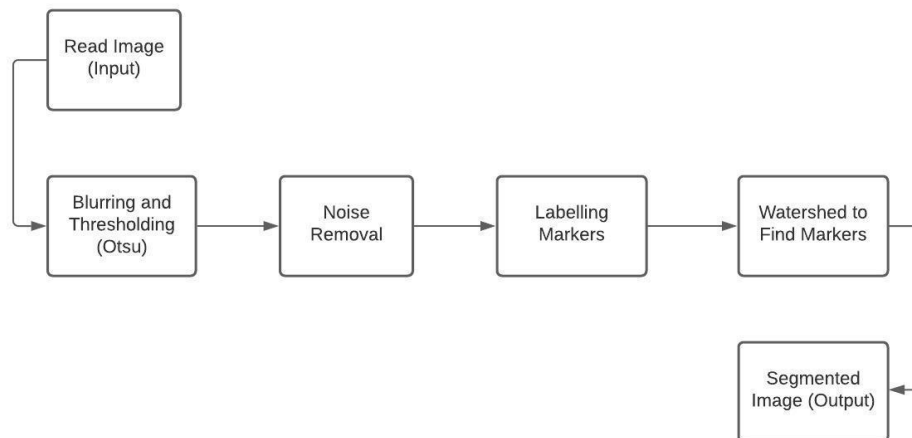 Read Image
(Input)
Blurring and
Thresholding
(Otsu)
Noise
Removal
Labelling
Markers
Watershed to
Find Markers
Segmented
Image (Output)